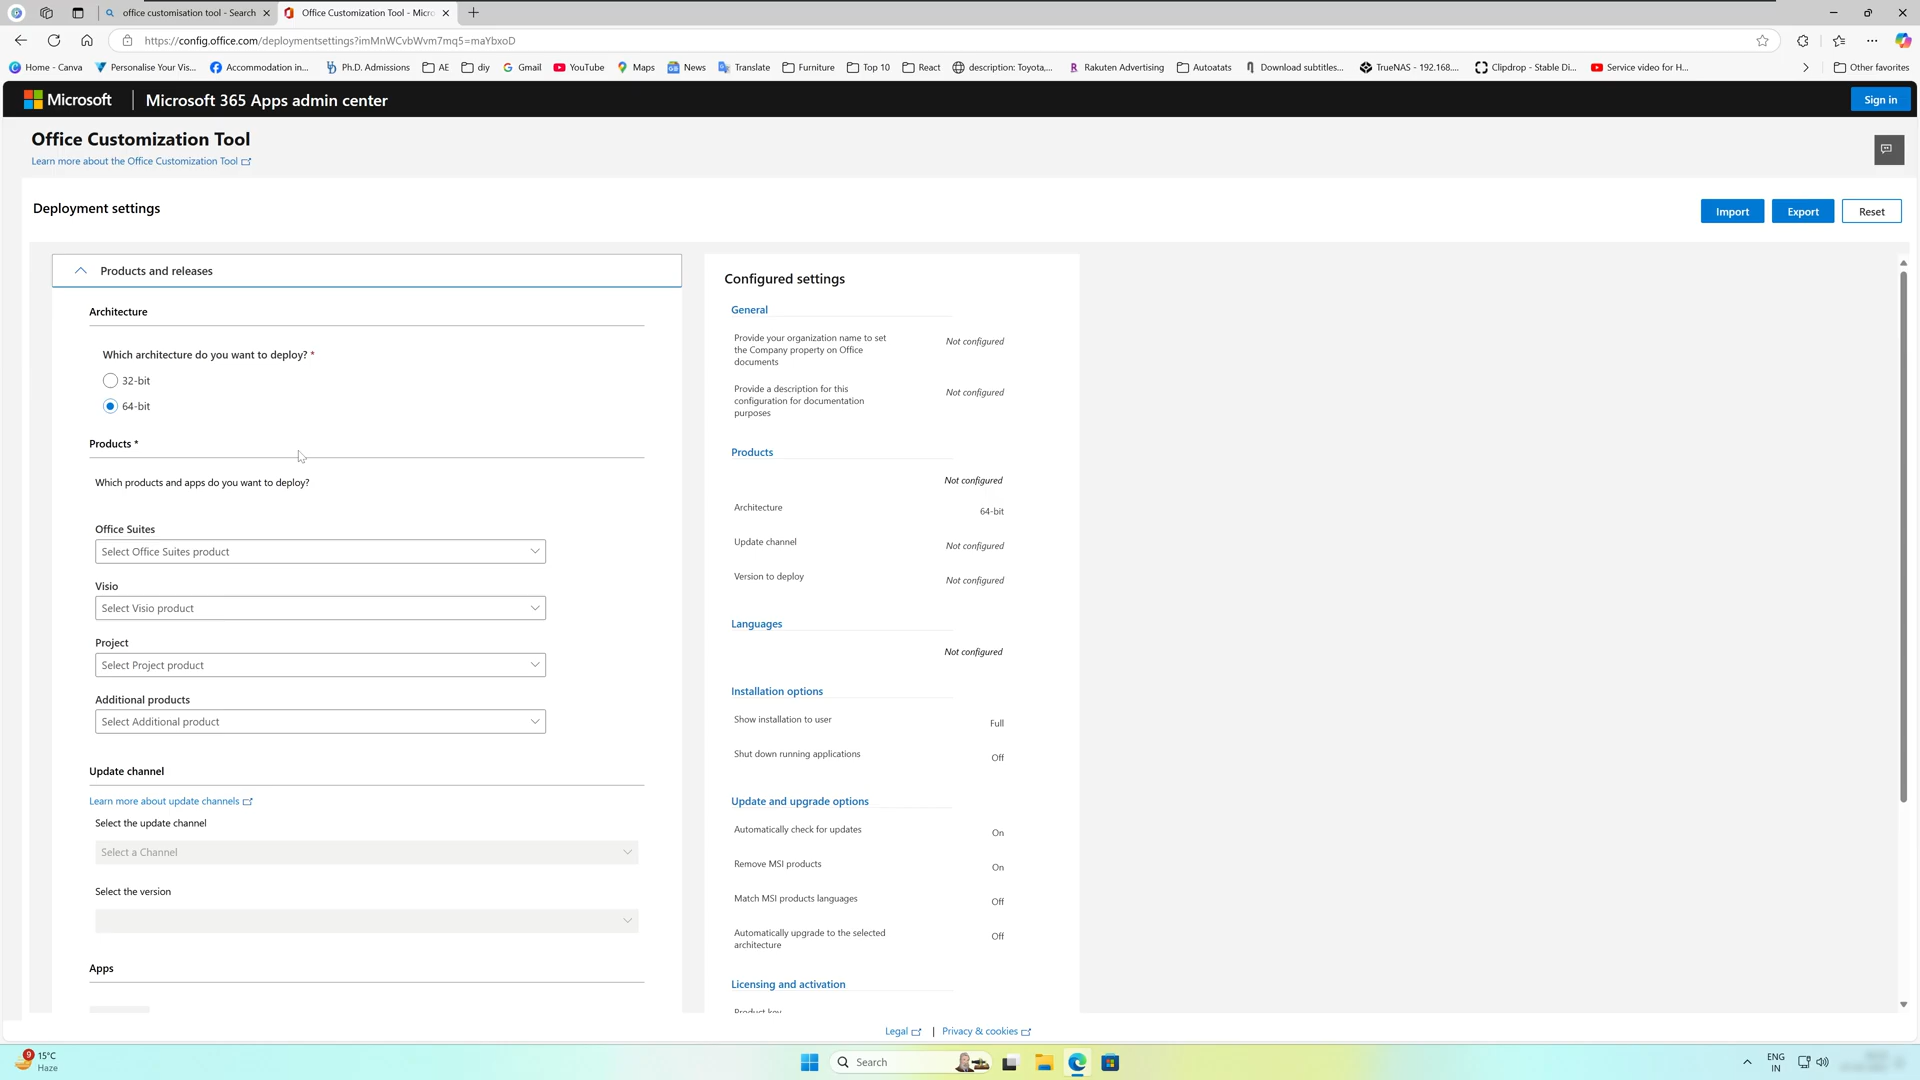 office customisation tool - Search
Office Customization Tool - Micro
https://config.office.com/deploymentsettings?imMnWCvbWvm7mq5=maYbxoD
Home - Canva
Personalise Your Vis...
Accommodation in...
Ph.D. Admissions
AE
diy
Gmail
YouTube
Maps
News
Translate
Furniture
Top 10
React
description: Toyota,...
Rakuten Advertising
Autoatats
Download subtitles...
TrueNAS - 192.168....
Clipdrop - Stable Di...
Service video for H...
Other favorites
Microsoft
Microsoft 365 Apps admin center
Sign in
Office Customization Tool
Learn more about the Office Customization Tool
Deployment settings
Import
Export
Reset
Products and releases
Architecture
Which architecture do you want to deploy? *
32-bit
64-bit
Products *
Which products and apps do you want to deploy?
Office Suites
Select Office Suites product
Visio
Select Visio product
Project
Select Project product
Additional products
Select Additional product
Update channel
Learn more about update channels
Select the update channel
Select a Channel
Select the version
Apps
Configured settings
General
Provide your organization name to set
the Company property on Office
documents
Not configured
Provide a description for this
configuration for documentation
purposes
Not configured
Products
Not configured
Architecture
64-bit
Update channel
Not configured
Version to deploy
Not configured
Languages
Not configured
Installation options
Show installation to user
Full
Shut down running applications
Off
Update and upgrade options
Automatically check for updates
On
Remove MSI products
On
Match MSI products languages
Off
Automatically upgrade to the selected
architecture
Off
Licensing and activation
Product key
Legal
|
Privacy & cookies
9
15°C
Haze
Search
ENG
IN